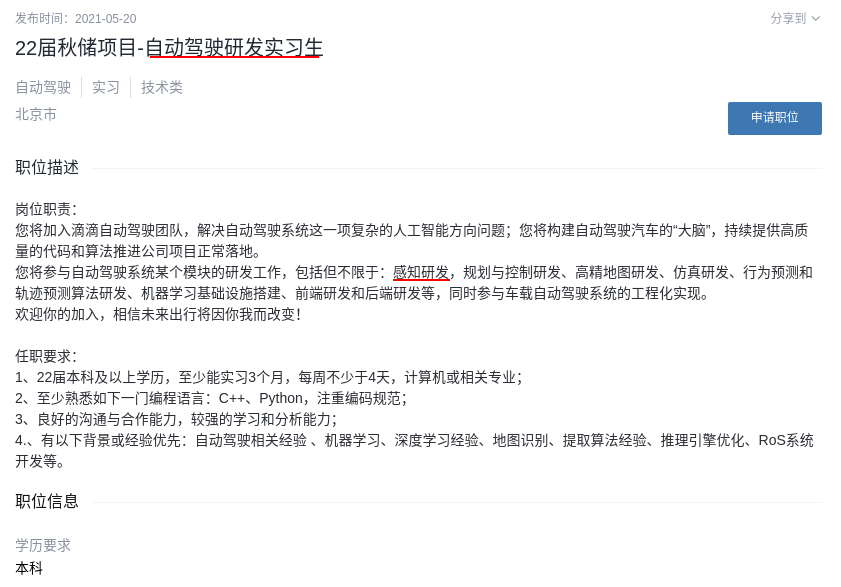 发布时间：2021-05-20
分享到
22届秋储项目-自动驾驶研发实习生
自动驾驶
实习
技术类
北京市
申请职位
职位描述
岗位职责：
您将加入滴滴自动驾驶团队，解决自动驾驶系统这一项复杂的人工智能方向问题；您将构建自动驾驶汽车的“大脑”，持续提供高质
量的代码和算法推进公司项目正常落地。
您将参与自动驾驶系统某个模块的研发工作，包括但不限于：感知研发，规划与控制研发、高精地图研发、仿真研发、行为预测和
轨迹预测算法研发、机器学习基础设施搭建、前端研发和后端研发等，同时参与车载自动驾驶系统的工程化实现。
欢迎你的加入，相信未来出行将因你我而改变！
任职要求：
1、22届本科及以上学历，至少能实习3个月，每周不少于4天，计算机或相关专业；
2、至少熟悉如下一门编程语言：C++、Python，注重编码规范；
3、良好的沟通与合作能力，较强的学习和分析能力；
4.、有以下背景或经验优先：自动驾驶相关经验 、机器学习、深度学习经验、地图识别、提取算法经验、推理引擎优化、RoS系统
开发等。
职位信息
学历要求
本科